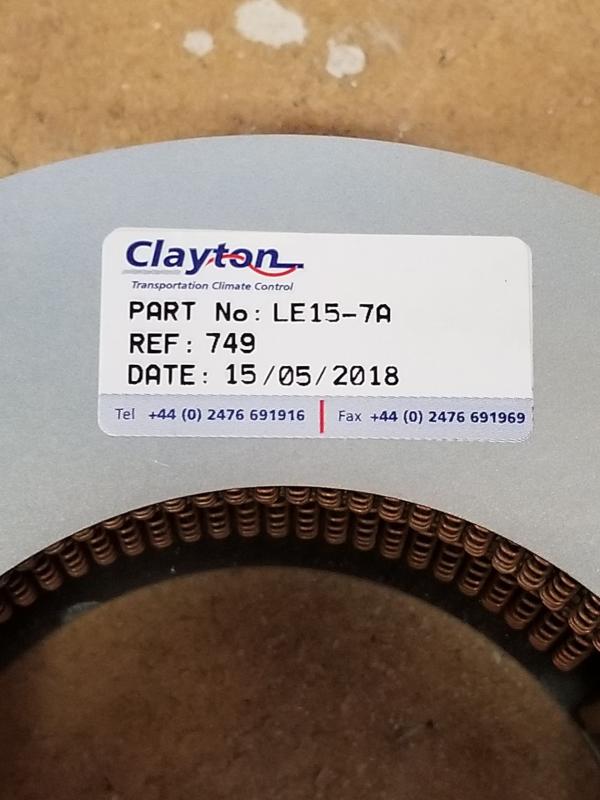 Clayton
Transportation Climate Control
PART No: LE15-7A
REF: 749
DATE: 15/05/2018
Tel +44 (0) 2476 691916 Fax +44 (0) 2476 691969